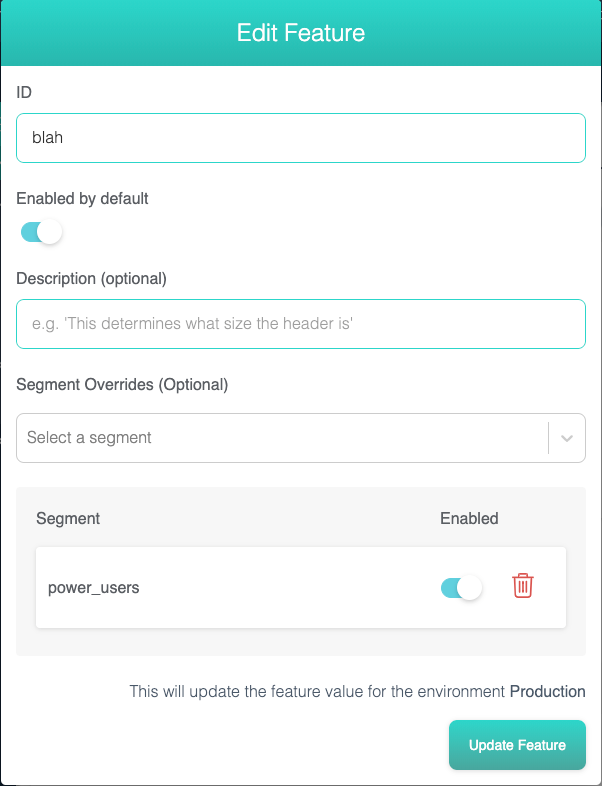 Edit Feature
ID
blah
Enabled by default
Description (optional)
e.g. 'This determines what size the header is'
Segment Overrides (Optional)
Select a segment
Segment Enabled
power_users
This will update the feature value for the environment Production
Update Feature